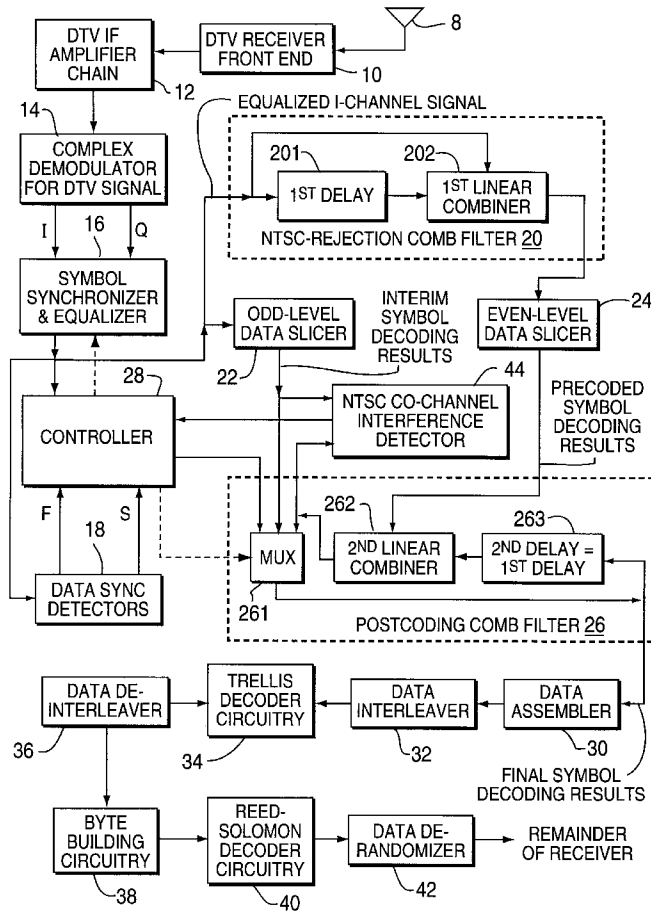 8
DTV IF
AMPLIFIER
CHAIN
12
DTV RECEIVER
FRONT END
10
14
COMPLEX
DEMODULATOR
FOR DTV SIGNAL
I
Q
16
SYMBOL
SYNCHRONIZER
& EQUALIZER
EQUALIZED I-CHANNEL SIGNAL
201
202
1ST DELAY
1ST LINEAR
COMBINER
NTSC-REJECTION COMB FILTER 20
ODD-LEVEL
DATA SLICER
22
INTERIM
SYMBOL
DECODING
RESULTS
EVEN-LEVEL
DATA SLICER
24
28
CONTROLLER
44
NTSC CO-CHANNEL
INTERFERENCE
DETECTOR
PRECODED
SYMBOL
DECODING
RESULTS
F
S
18
DATA SYNC
DETECTORS
262
263
MUX
261
2ND LINEAR
COMBINER
2ND DELAY =
1ST DELAY
POSTCODING COMB FILTER 26
DATA DE-
INTERLEAVER
36
TRELLIS
DECODER
CIRCUITRY
34
DATA
INTERLEAVER
32
DATA
ASSEMBLER
30
FINAL SYMBOL
DECODING RESULTS
BYTE
BUILDING
CIRCUITRY
38
REED-
SOLOMON
DECODER
CIRCUITRY
40
DATA DE-
RANDOMIZER
42
REMAINDER
OF RECEIVER